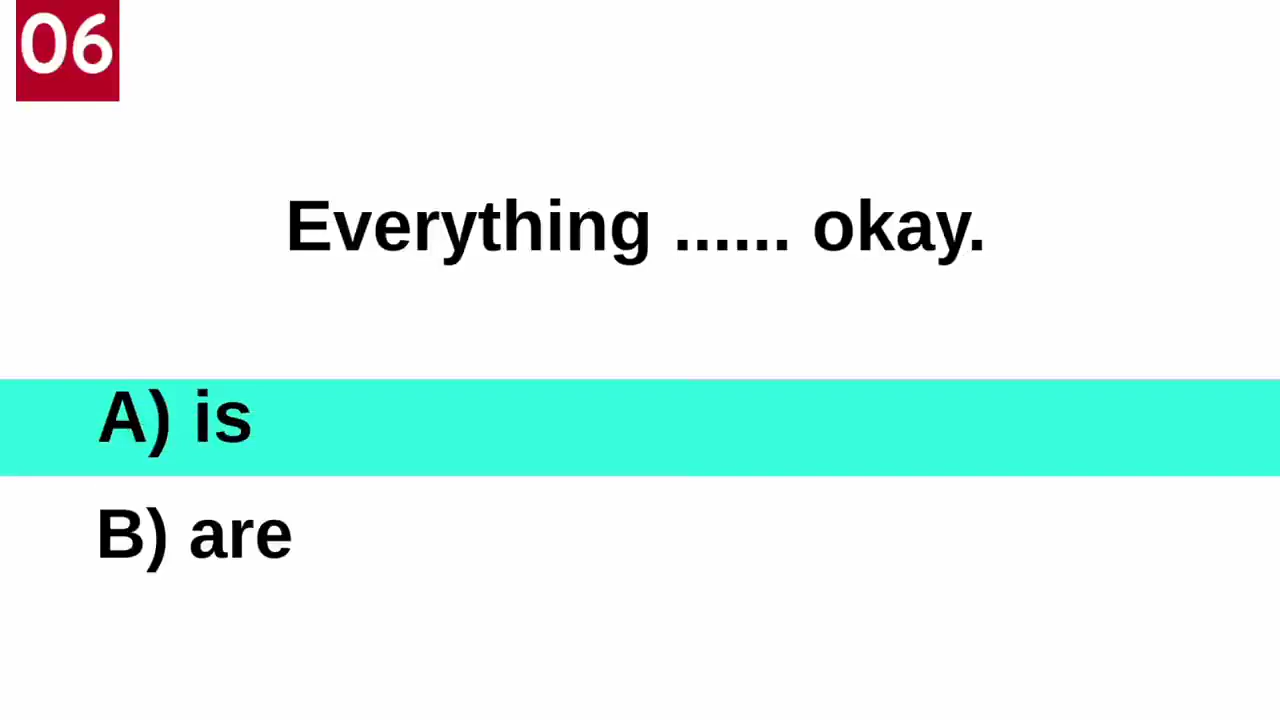 06
Everything ...... okay.
A) is
B) are